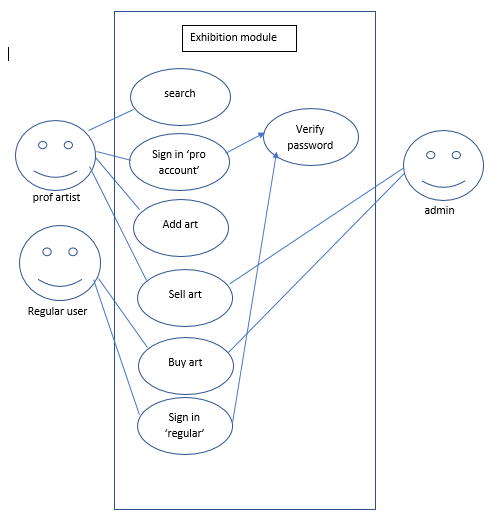 Exhibition module
search
Sign in ‘pro
account’
Verify
password
prof artist
admin
Add art
Sell art
Regular user
Buy art
Sign in
‘regular’